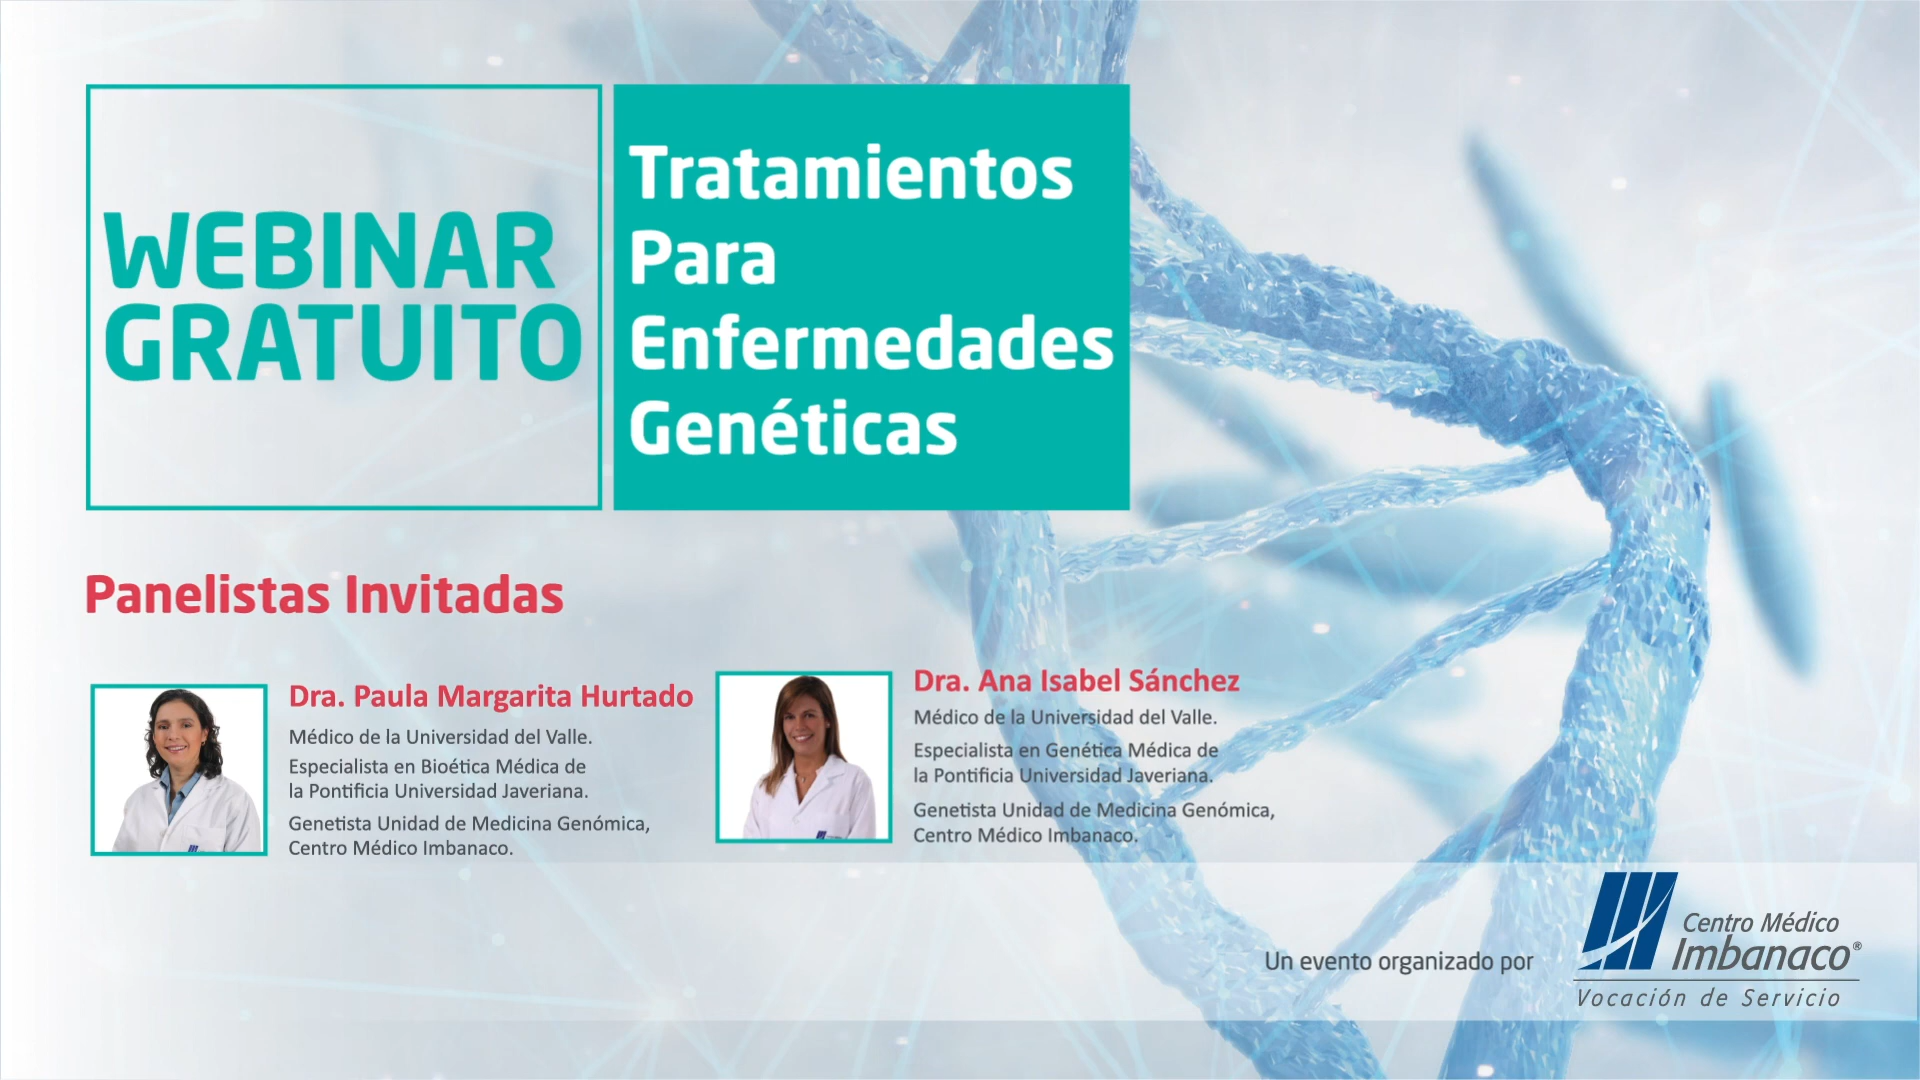 WEBINAR
GRATUITO
Tratamientos
Para
Enfermedades
Genéticas
Panelistas Invitadas
Dra. Paula Margarita Hurtado
Médico de la Universidad del Valle.
Especialista en Bioética Médica de
la Pontificia Universidad Javeriana.
Genetista Unidad de Medicina Genómica,
Centro Médico Imbanaco.
Dra. Ana Isabel Sánchez
Médico de la Universidad del Valle.
Especialista en Genética Médica de
la Pontificia Universidad Javeriana.
Genetista Unidad de Medicina Genómica,
Centro Médico Imbanaco.
Un evento organizado por
Centro Médico
Imbanaco®
Vocación de Servicio